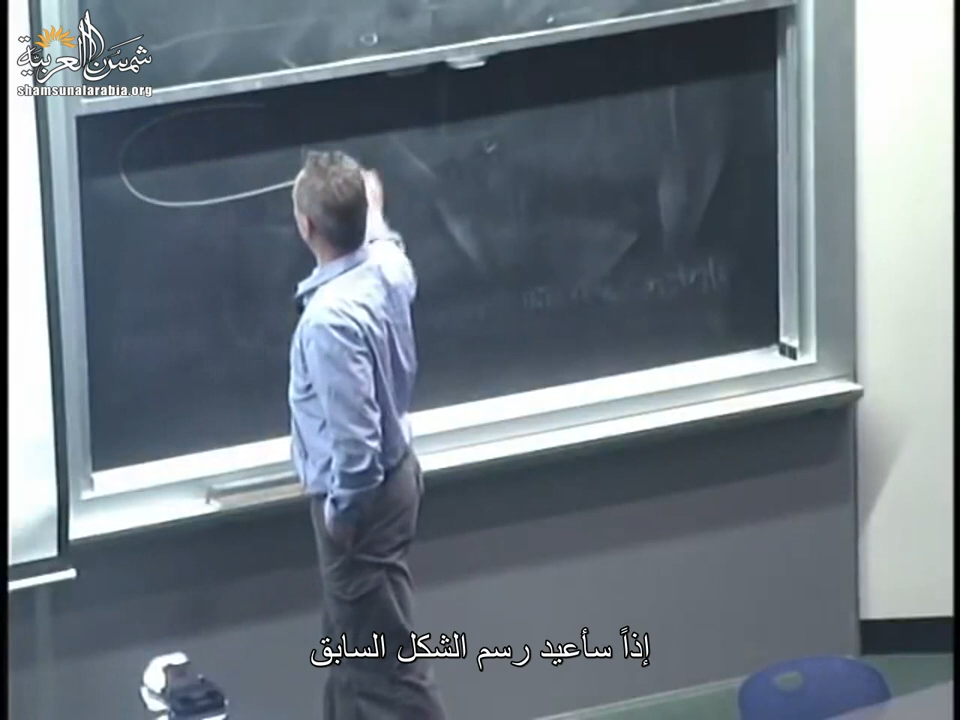 شمس العربية
shamsunalarabia.org
إذاً سأعيد رسم الشكل السابق